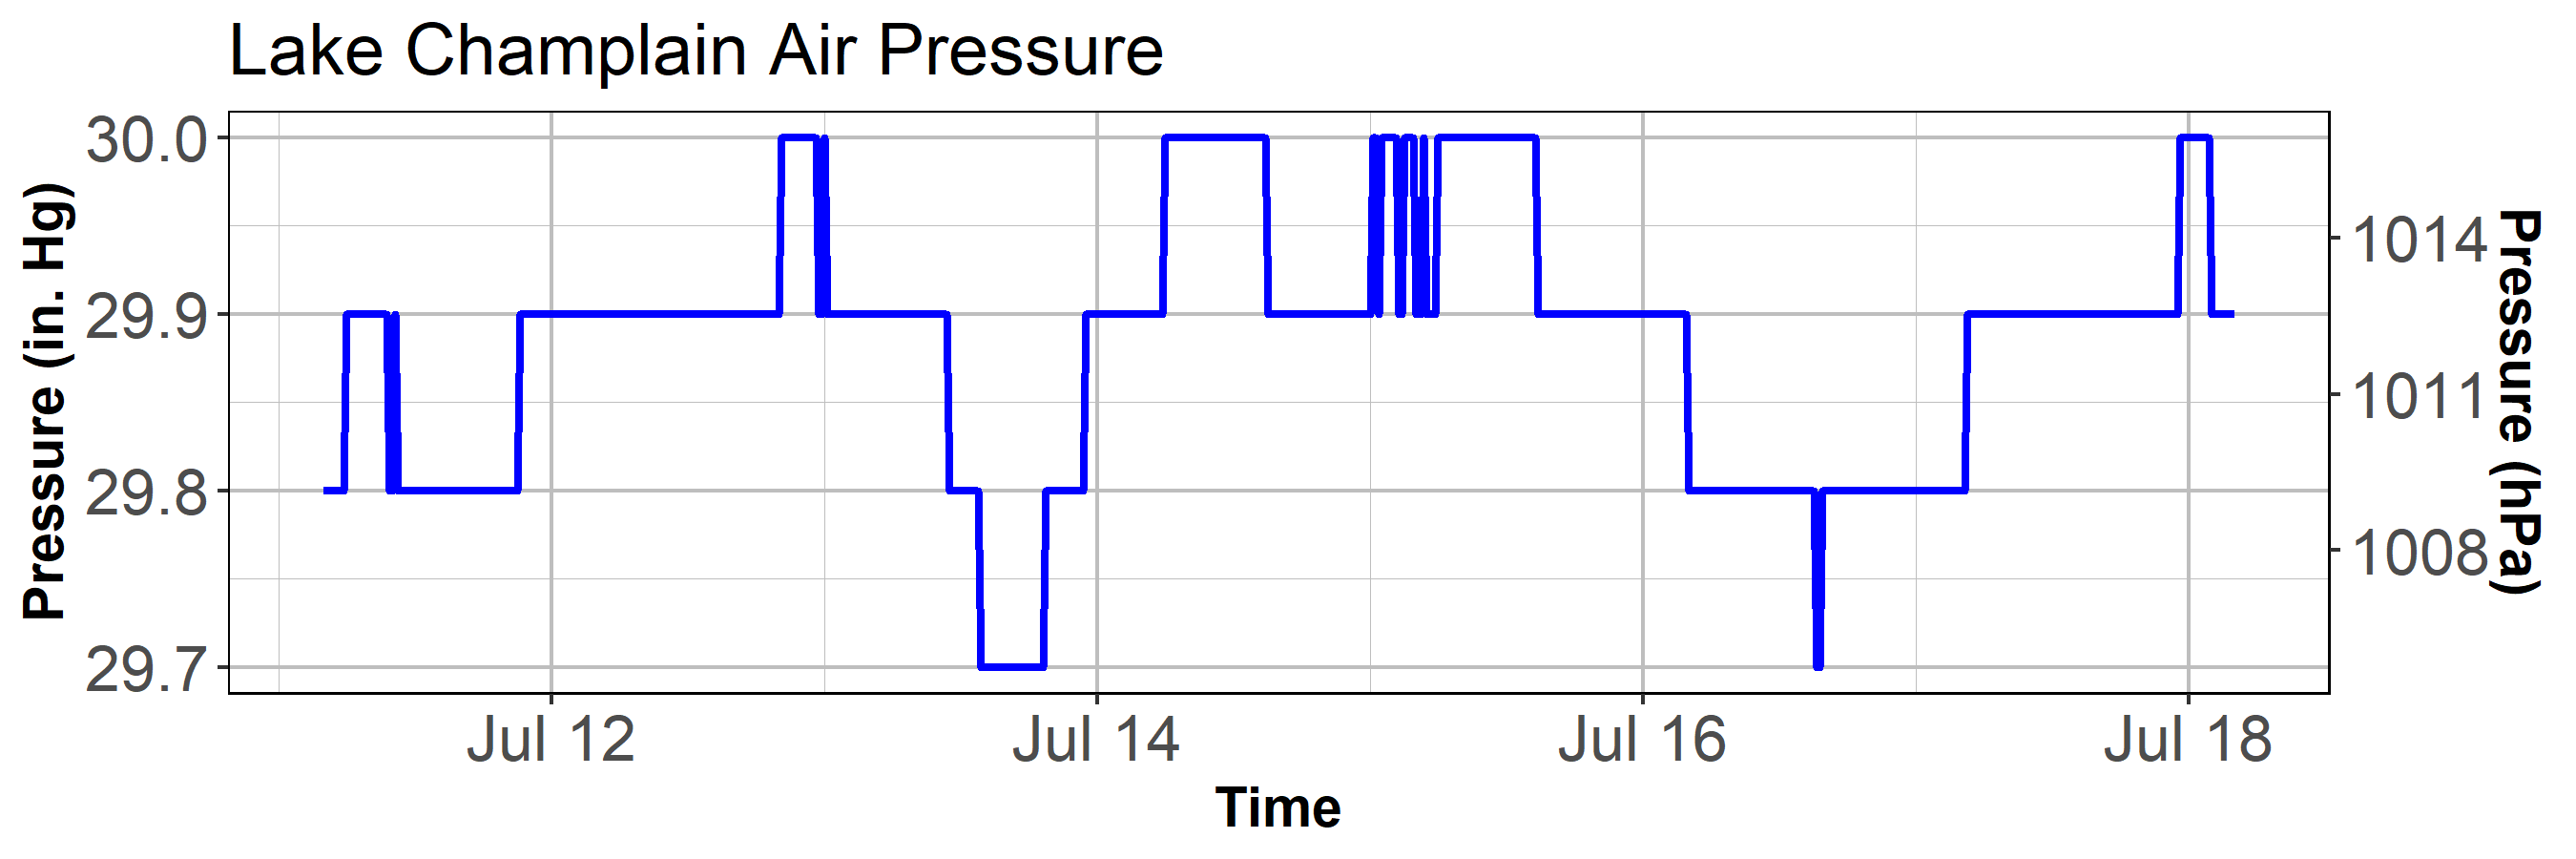 Lake Champlain Air Pressure
Pressure (in. Hg)
30.0
29.9
29.8
29.7
1014
1011
1008
Pressure (hPa)
Jul 12 Jul 14 Jul 16 Jul 18
Time